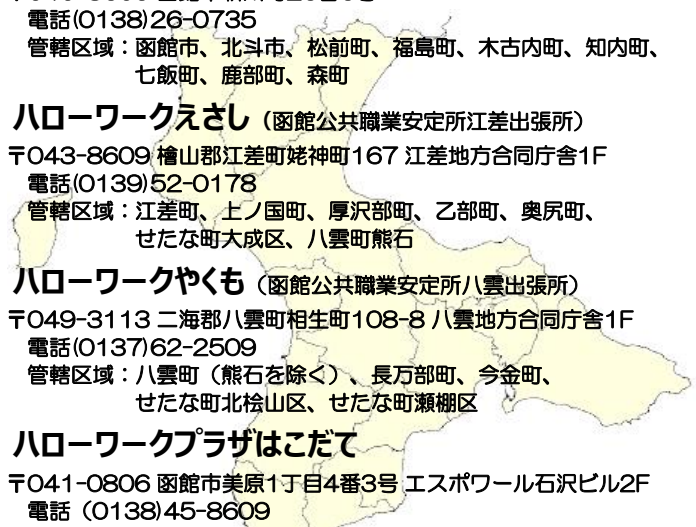 電話(0138)26-0735
管轄区域：函館市、北斗市、松前町、福島町、木古内町、知内町、
七飯町、鹿部町、森町
ハローワークえさし（函館公共職業安定所江差出張所）
〒043-8609 檜山郡江差町姥神町167 江差地方合同庁舎1F
電話(0139)52-0178
管轄区域：江差町、上ノ国町、厚沢部町、乙部町、奥尻町、
せたな町大成区、八雲町熊石
ハローワークやくも（函館公共職業安定所八雲出張所）
〒049-3113 二海郡八雲町相生町108-8 八雲地方合同庁舎1F
電話(0137)62-2509
管轄区域：八雲町（熊石を除く）、長万部町、今金町、
せたな町北桧山区、せたな町瀬棚区
ハローワークプラザはこだて
〒041-0806 函館市美原1丁目4番3号 エスポワール石沢ビル2F
電話（0138)45-8609